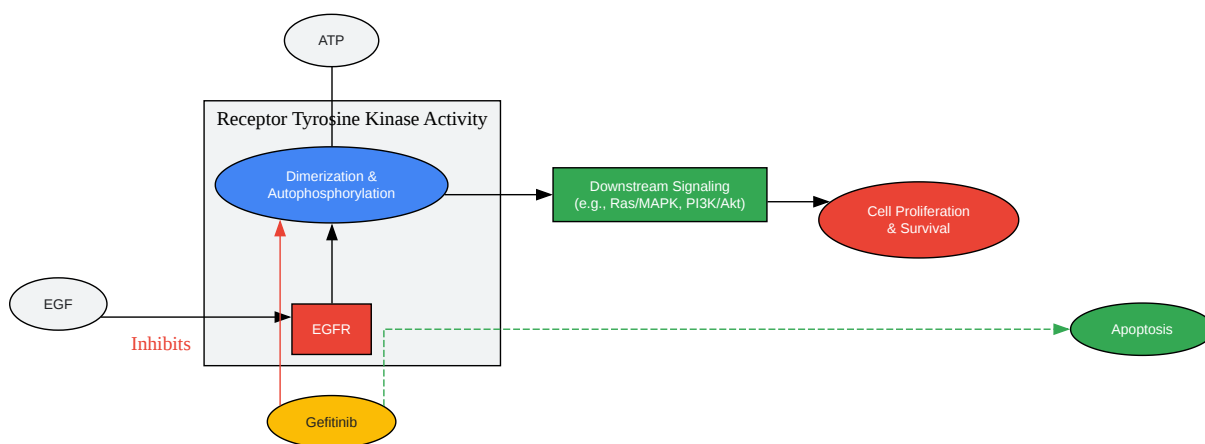 ATP
Receptor Tyrosine Kinase Activity
Dimerization &
Autophosphorylation
Downstream Signaling
(e.g., Ras/MAPK, PI3K/Akt)
Cell Proliferation
& Survival
EGF
EGFR
Inhibits
Apoptosis
Gefitinib